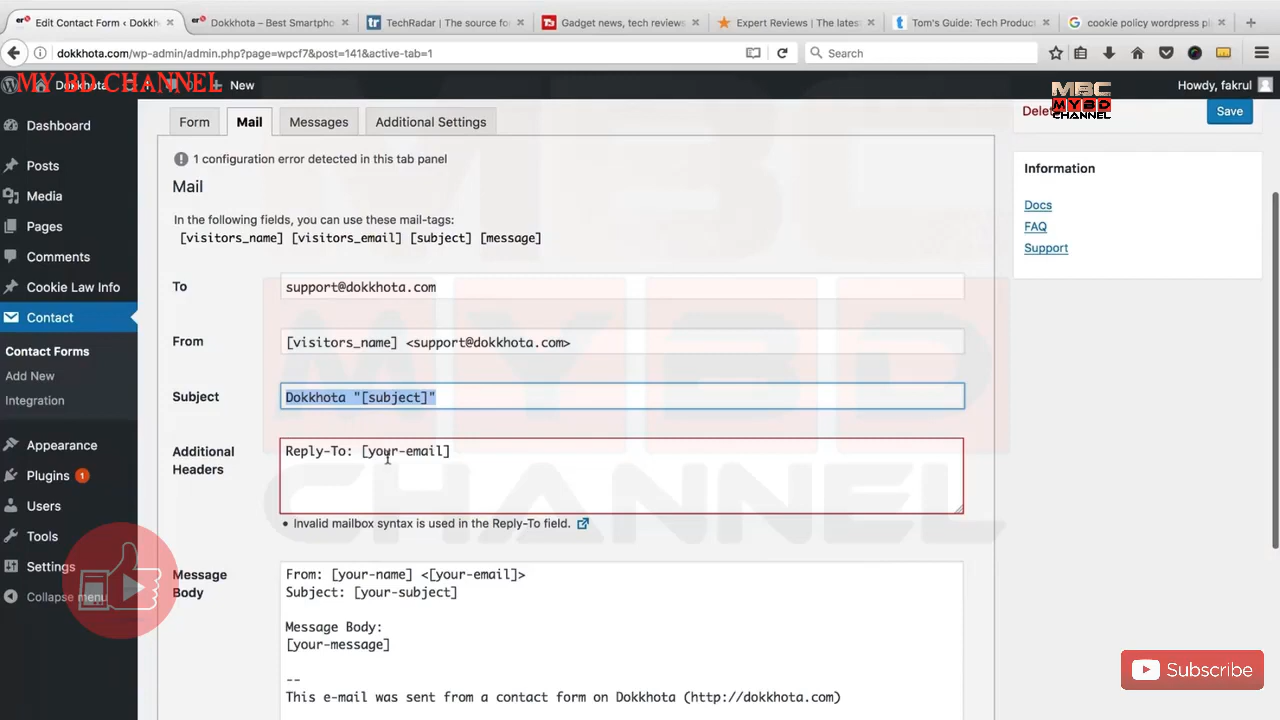 Edit Contact Form ‹ Dokkh
Dokkhota – Best Smartpho
TechRadar | The source fo
Gadget news, tech reviews
Expert Reviews | The lates
Tom's Guide: Tech Produc
cookie policy wordpress pl
dokkhota.com/wp-admin/admin.php?page=wpcf7&post=141&active-tab=1
Search
MY BD CHANNEL
New
Howdy, fakrul
MBC
MYBD
CHANNEL
Dashboard
Posts
Media
Pages
Comments
Cookie Law Info
Contact
Contact Forms
Add New
Integration
Appearance
Plugins 1
Users
Tools
Settings
Collapse menu
Form
Mail
Messages
Additional Settings
1 configuration error detected in this tab panel
Mail
In the following fields, you can use these mail-tags:
[visitors_name] [visitors_email] [subject] [message]
To
support@dokkhota.com
From
[visitors_name] <support@dokkhota.com>
Subject
Dokkhota "[subject]"
Additional
Headers
Reply-To: [your-email]
Invalid mailbox syntax is used in the Reply-To field.
Message
Body
From: [your-name] <[your-email]>
Subject: [your-subject]
Message Body:
[your-message]
--
This e-mail was sent from a contact form on Dokkhota (http://dokkhota.com)
Save
Information
Docs
FAQ
Support
MBC
MYBD
CHANNEL
Subscribe